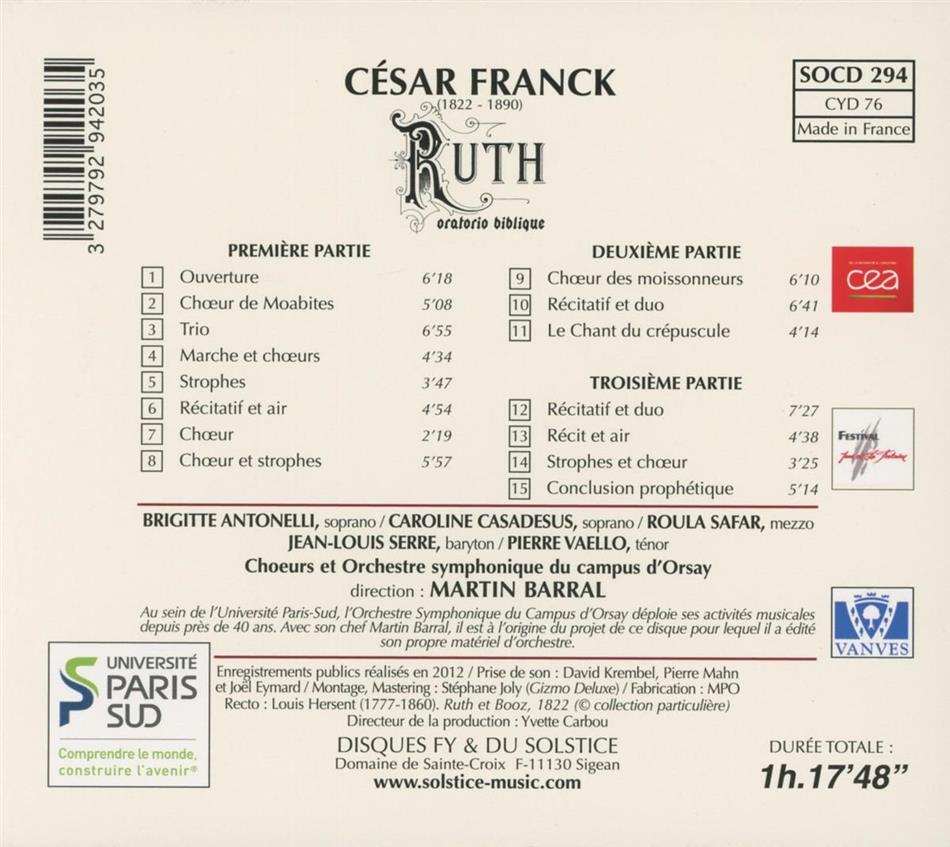 3 279792 942035
CÉSAR FRANCK
(1822 - 1890)
RUTH
oratorio biblique
SOCD 294
CYD 76
Made in France
PREMIÈRE PARTIE
1 Ouverture 6’18
2 Chœur de Moabites 5’08
3 Trio 6’55
4 Marche et chœurs 4’34
5 Strophes 3’47
6 Récitatif et air 4’54
7 Chœur 2’19
8 Chœur et strophes 5’57
DEUXIÈME PARTIE
9 Chœur des moissonneurs 6’10
10 Récitatif et duo 6’41
11 Le Chant du crépuscule 4’14
TROISIÈME PARTIE
12 Récitatif et duo 7’27
13 Récit et air 4’38
14 Strophes et chœur 3’25
15 Conclusion prophétique 5’14
cea
FESTIVAL
VANVES
BRIGITTE ANTONELLI, soprano / CAROLINE CASADESUS, soprano / ROULA SAFAR, mezzo
JEAN-LOUIS SERRE, baryton / PIERRE VAELLO, ténor
Choeurs et Orchestre symphonique du campus d’Orsay
direction : MARTIN BARRAL
Au sein de l’Université Paris-Sud, l’Orchestre Symphonique du Campus d’Orsay déploie ses activités musicales
depuis près de 40 ans. Avec son chef Martin Barral, il est à l’origine du projet de ce disque pour lequel il a édité
son propre matériel d’orchestre.
UNIVERSITÉ
PARIS
SUD
Comprendre le monde,
construire l’avenir®
Enregistrements publics réalisés en 2012 / Prise de son : David Krembel, Pierre Mahn
et Joël Eymard / Montage, Mastering : Stéphane Joly (Gizmo Deluxe) / Fabrication : MPO
Recto : Louis Hersent (1777-1860). Ruth et Booz, 1822 (© collection particulière)
Directeur de la production : Yvette Carbou
DISQUES FY & DU SOLSTICE
Domaine de Sainte-Croix F-11130 Sigean
www.solstice-music.com
DURÉE TOTALE :
1h.17’48”